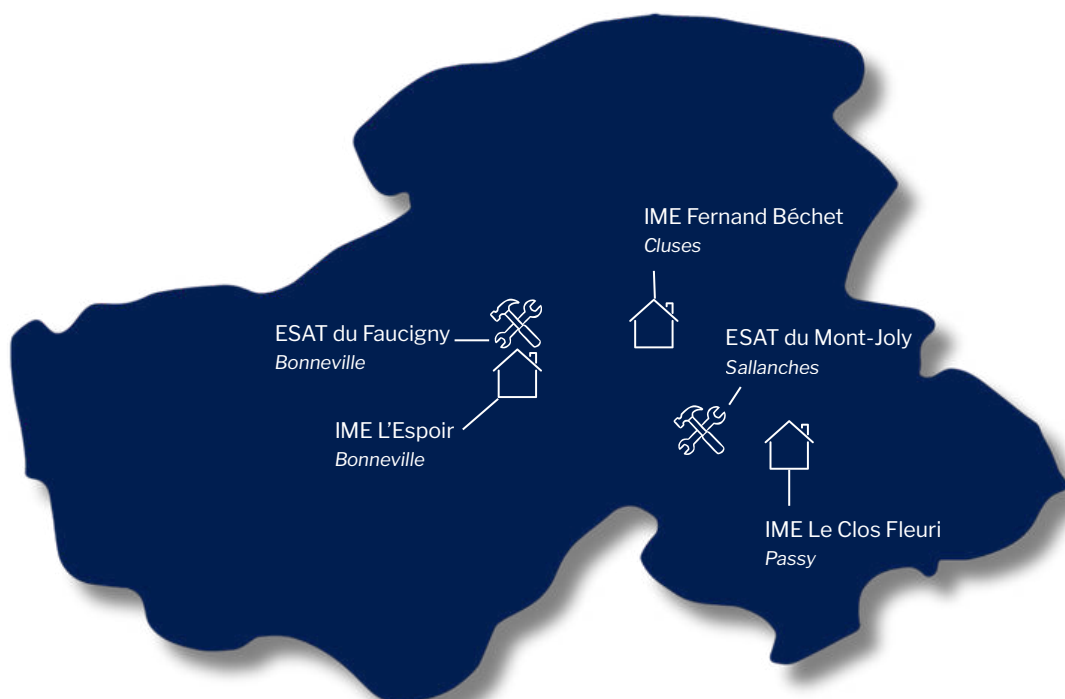 IME Fernand Béchet
Cluses
ESAT du Faucigny
Bonneville
ESAT du Mont-Joly
Sallanches
IME L’Espoir
Bonneville
IME Le Clos Fleuri
Passy